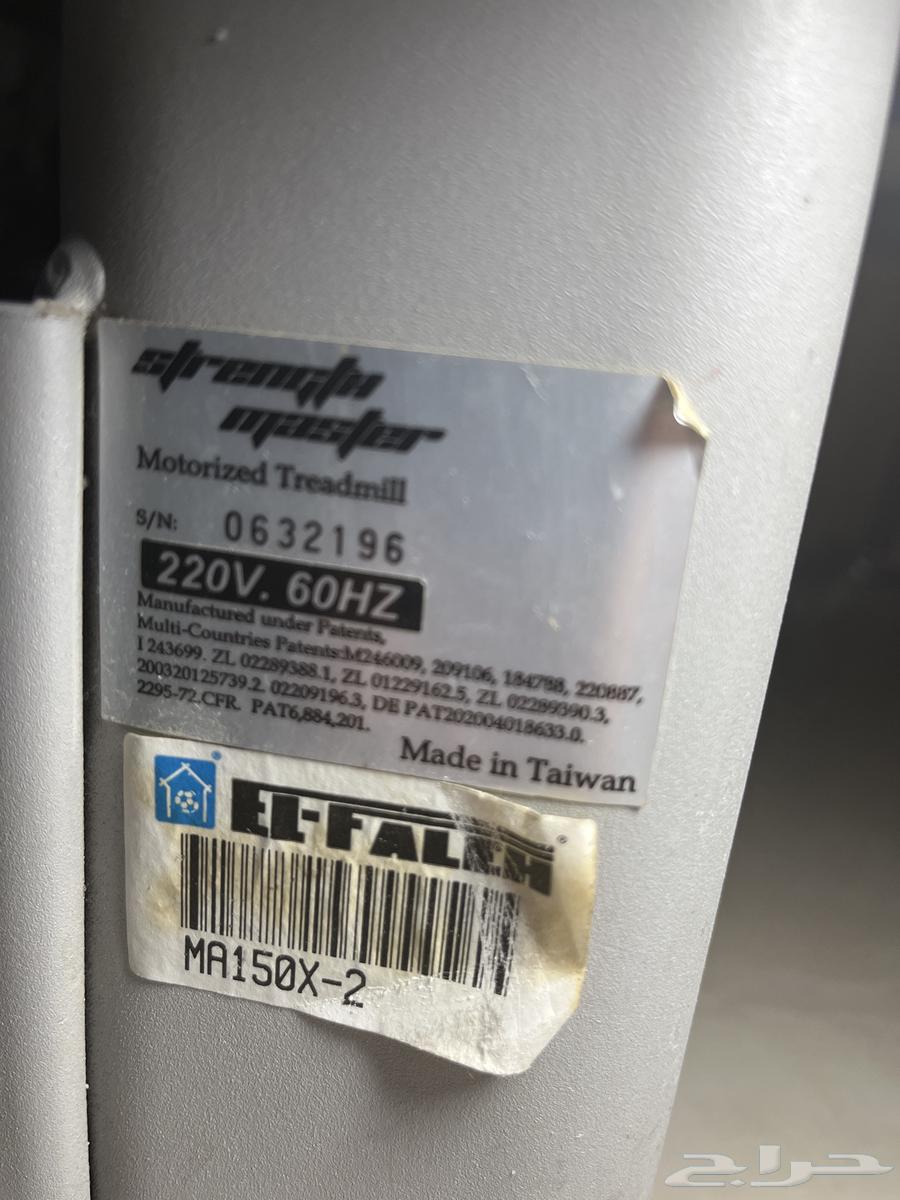 strength
master
Motorized Treadmill
S/N: 0632196
220V. 60HZ
Manufactured under Patents,
Multi-Countries Patents:M246009, 209106, 184788, 220887,
I 243699. ZL 02289388.1, ZL 01229162.5, ZL 02289390.3,
200320125739.2. 02209196.3, DE PAT202004018633.0.
2295-72.CFR. PAT6,884,201.
Made in Taiwan
EL-FALEH
MA150X-2
حراج